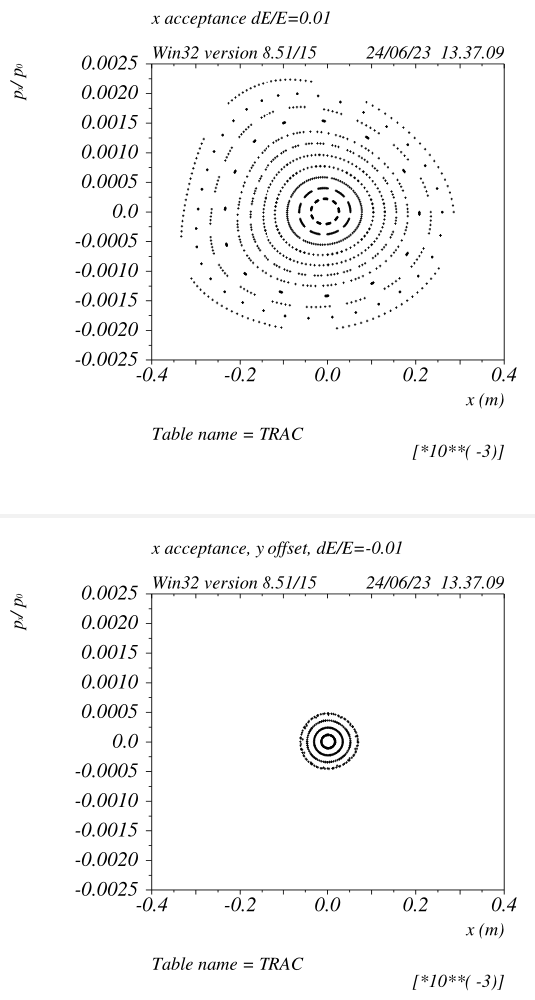 x acceptance dE/E=0.01
Win32 version 8.51/15 24/06/23 13.37.09
pₓ/ p₀
0.0025
0.0020
0.0015
0.0010
0.0005
0.0
-0.0005
-0.0010
-0.0015
-0.0020
-0.0025
-0.4 -0.2 0.0 0.2 0.4
x (m)
Table name = TRAC
[*10**( -3)]
x acceptance, y offset, dE/E=-0.01
Win32 version 8.51/15 24/06/23 13.37.09
pₓ/ p₀
0.0025
0.0020
0.0015
0.0010
0.0005
0.0
-0.0005
-0.0010
-0.0015
-0.0020
-0.0025
-0.4 -0.2 0.0 0.2 0.4
x (m)
Table name = TRAC
[*10**( -3)]